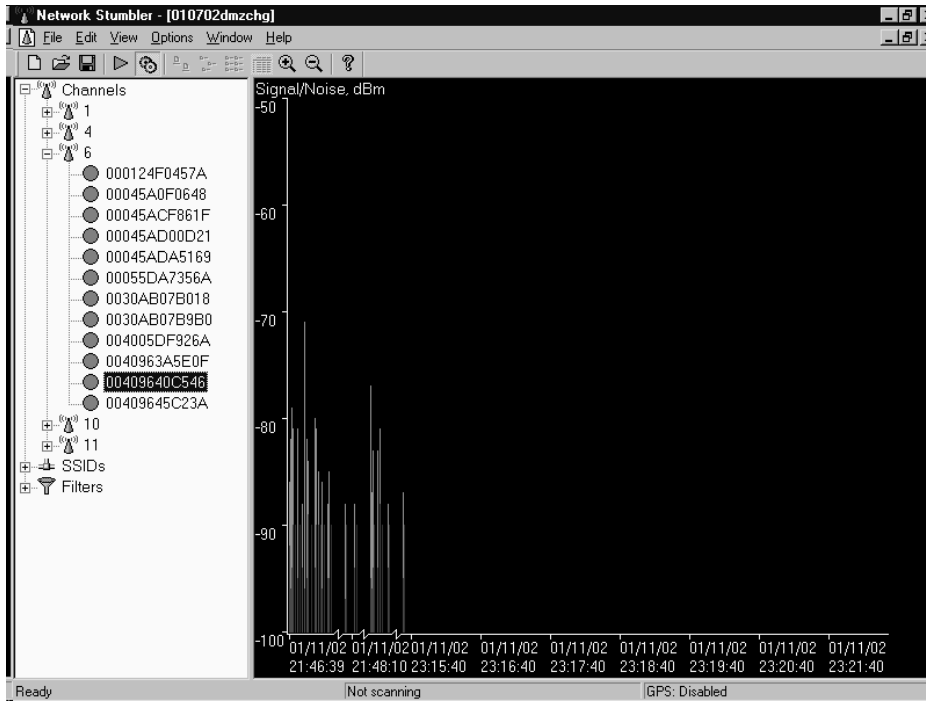 Network Stumbler - [010702dmzchg]
File Edit View Options Window Help
Channels
1
4
6
000124F0457A
00045A0F0648
00045ACF861F
00045AD00D21
00045ADA5169
00055DA7356A
0030AB07B018
0030AB07B9B0
004005DF926A
0040963A5E0F
00409640C546
00409645C23A
10
11
SSIDs
Filters
Signal/Noise, dBm
-50
-60
-70
-80
-90
-100
01/11/02 01/11/02 01/11/02 01/11/02 01/11/02 01/11/02 01/11/02 01/11/02 01/11/02
21:46:39 21:48:10 23:15:40 23:16:40 23:17:40 23:18:40 23:19:40 23:20:40 23:21:40
Ready Not scanning GPS: Disabled